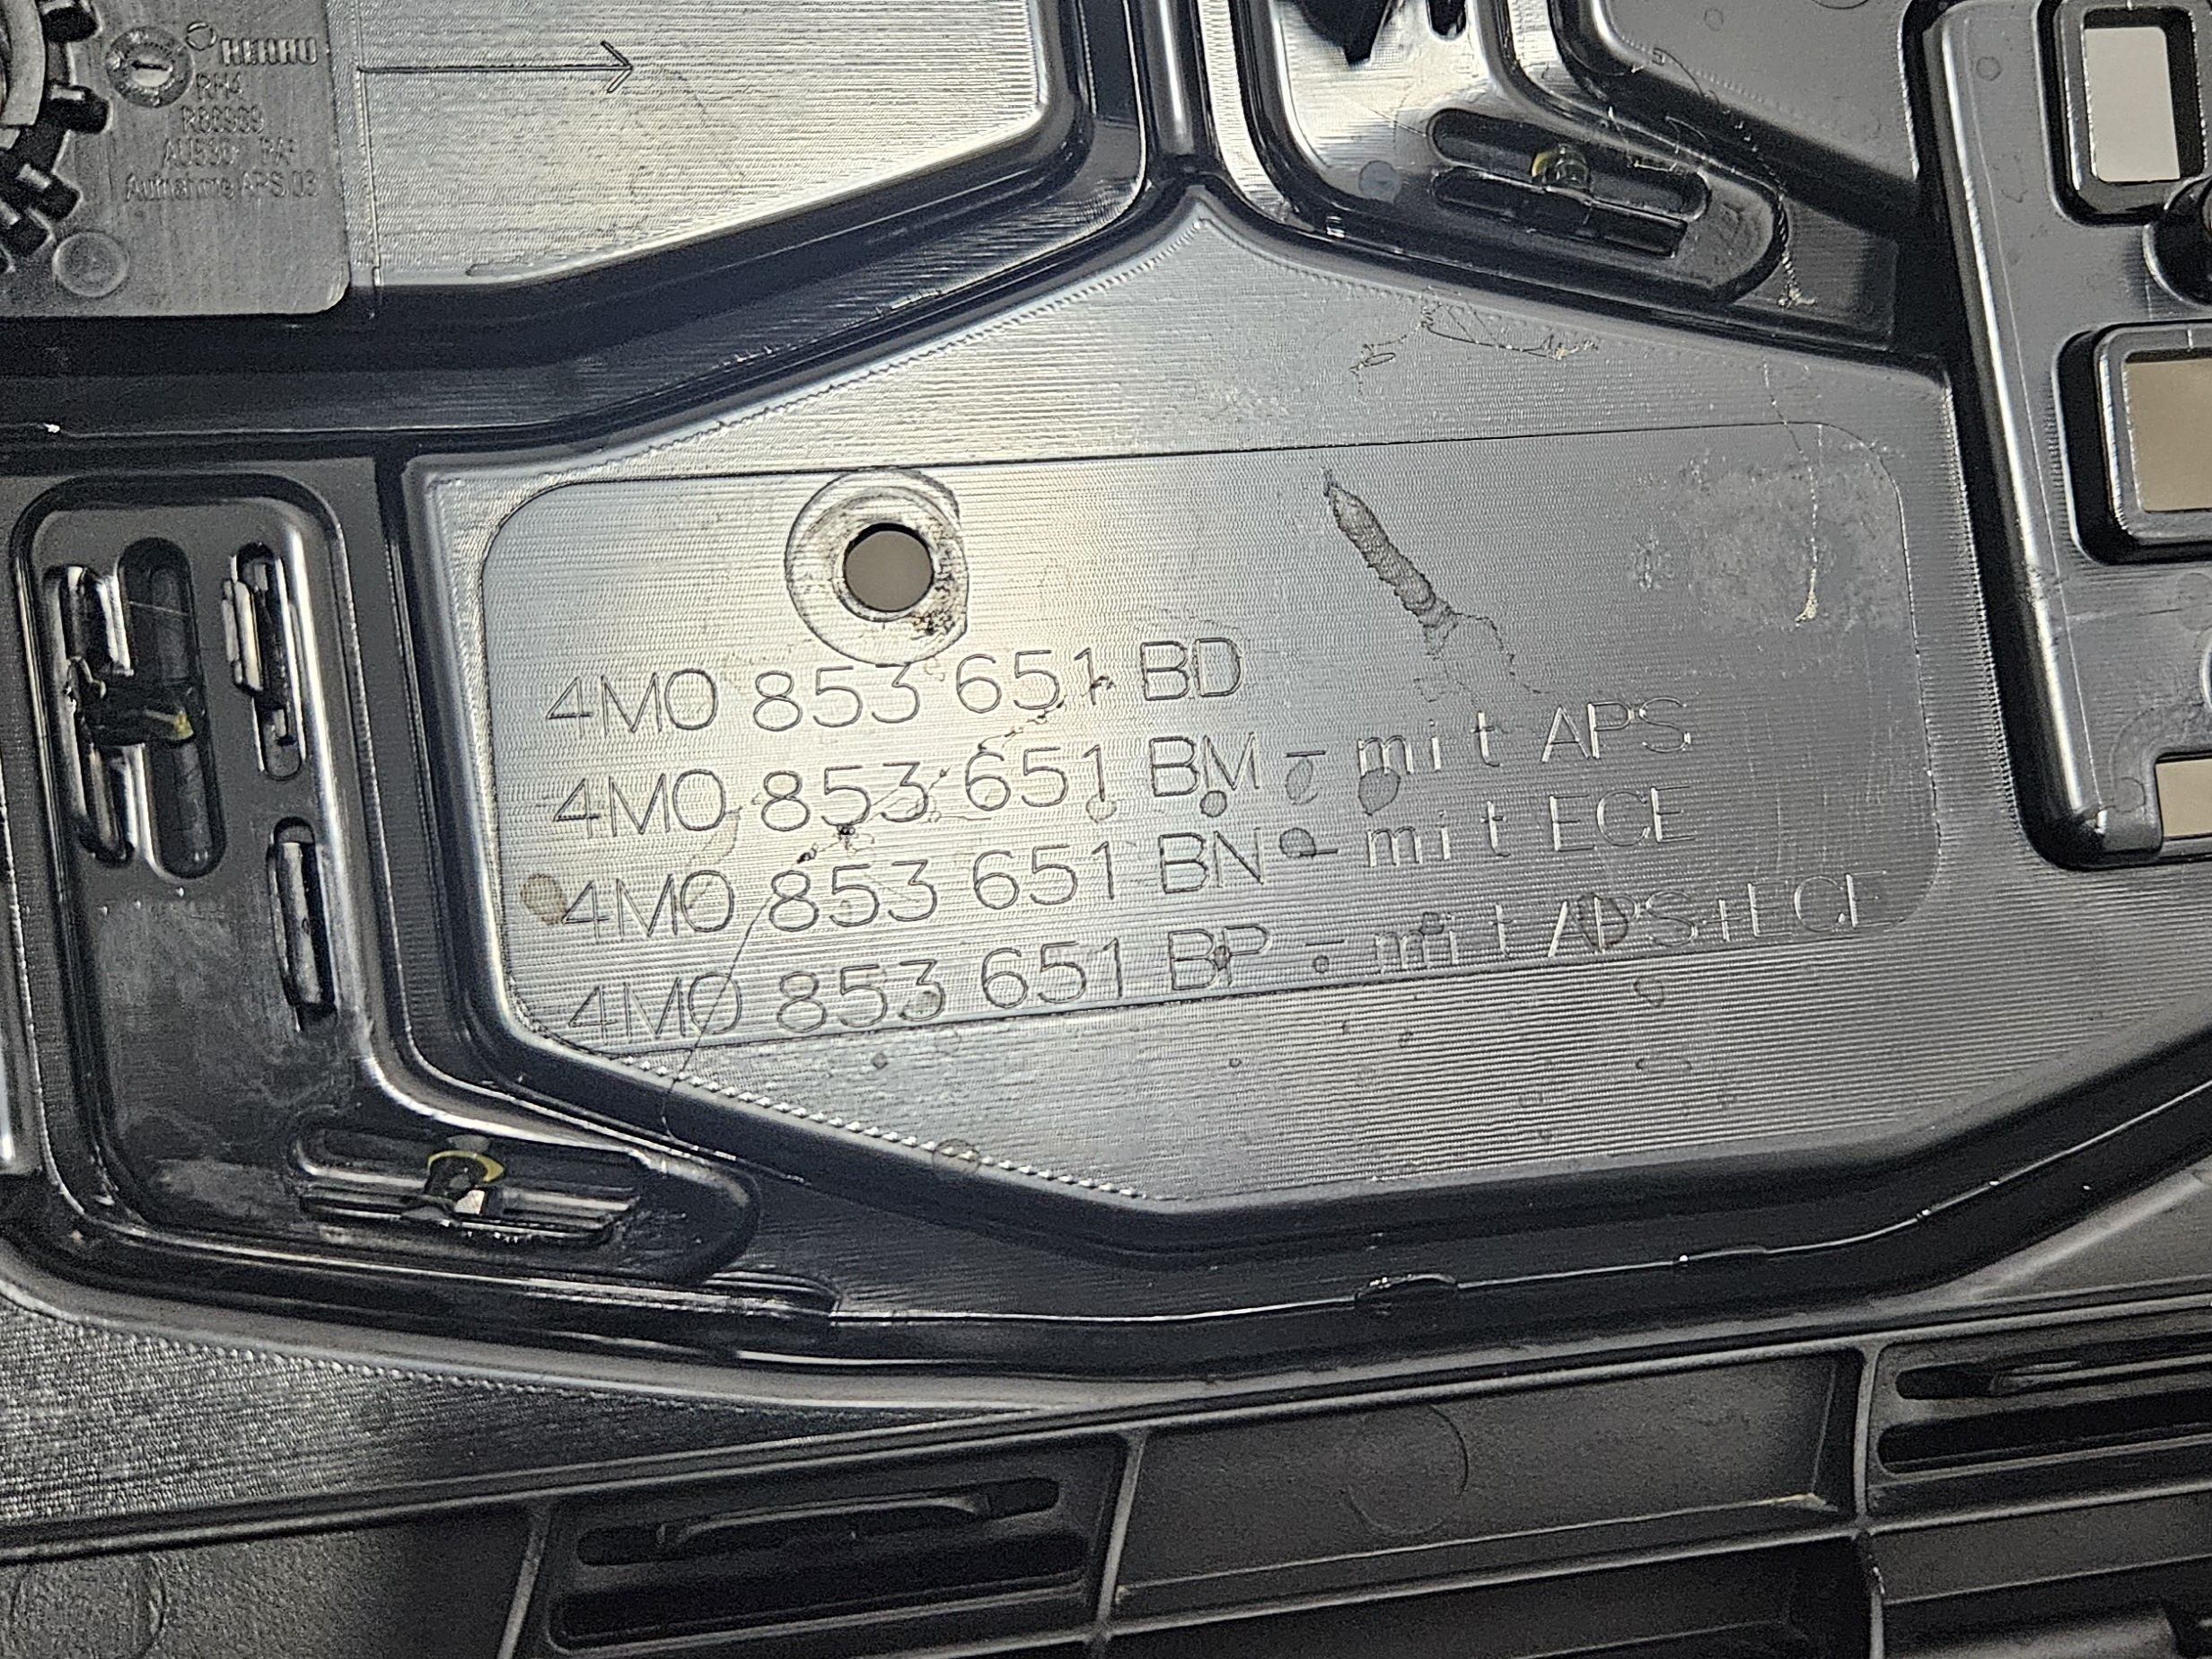 REHAU
RH4
Aufnahme APS 03
4M0 853 651 BD
4M0 853 651 BM - mit APS
4M0 853 651 BN - mit ECE
4M0 853 651 BP - mit APS+ECE